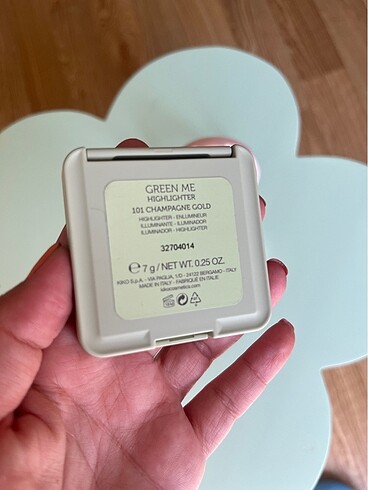 GREEN ME
HIGHLIGHTER
101 CHAMPAGNE GOLD
HIGHLIGHTER - ENLUMINEUR
ILLUMINANTE - ILUMINADOR
ILUMINADOR - HIGHLIGHTER
32704014
℮ 7 g / NET WT. 0.25 OZ.
KIKO S.p.A. - VIA PAGLIA, 1/D - 24122 BERGAMO - ITALY
MADE IN ITALY - FABRIQUÉ EN ITALIE
kikocosmetics.com